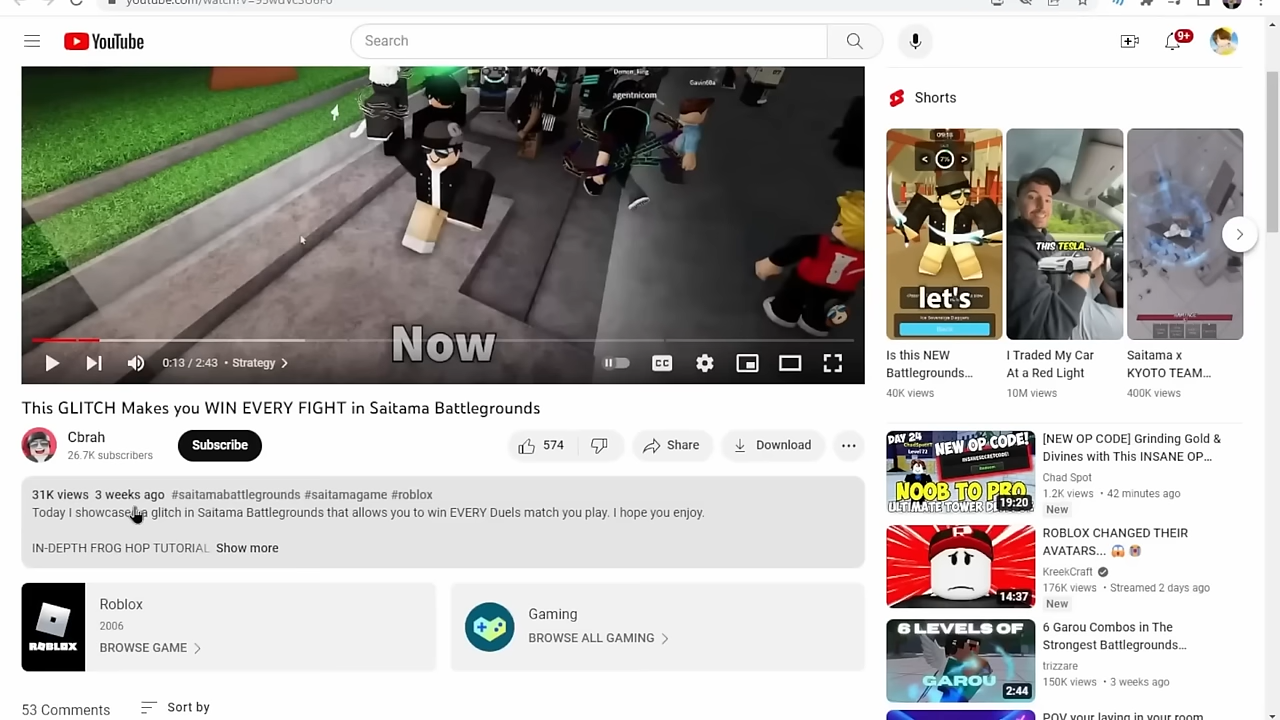 YouTube
Search
9+
agentnicom
Now
0:13 / 2:43 • Strategy
CC
This GLITCH Makes you WIN EVERY FIGHT in Saitama Battlegrounds
Cbrah
26.7K subscribers
Subscribe
574
Share
Download
31K views 3 weeks ago #saitamabattlegrounds #saitamagame #roblox
Today I showcase a glitch in Saitama Battlegrounds that allows you to win EVERY Duels match you play. I hope you enjoy.
IN-DEPTH FROG HOP TUTORIAL Show more
ROBLOX
Roblox
2006
BROWSE GAME
Gaming
BROWSE ALL GAMING
53 Comments
Sort by
Shorts
let's
THIS TESLA...
Is this NEW
Battlegrounds...
40K views
I Traded My Car
At a Red Light
10M views
Saitama x
KYOTO TEAM...
400K views
DAY 24
NEW OP CODE!
NOOB TO PRO
19:20
[NEW OP CODE] Grinding Gold &
Divines with This INSANE OP...
Chad Spot
1.2K views • 42 minutes ago
New
14:37
ROBLOX CHANGED THEIR
AVATARS...
KreekCraft
176K views • Streamed 2 days ago
New
6 LEVELS OF
GAROU
2:44
6 Garou Combos in The
Strongest Battlegrounds...
trizzare
150K views • 3 weeks ago
POV your laying in your room